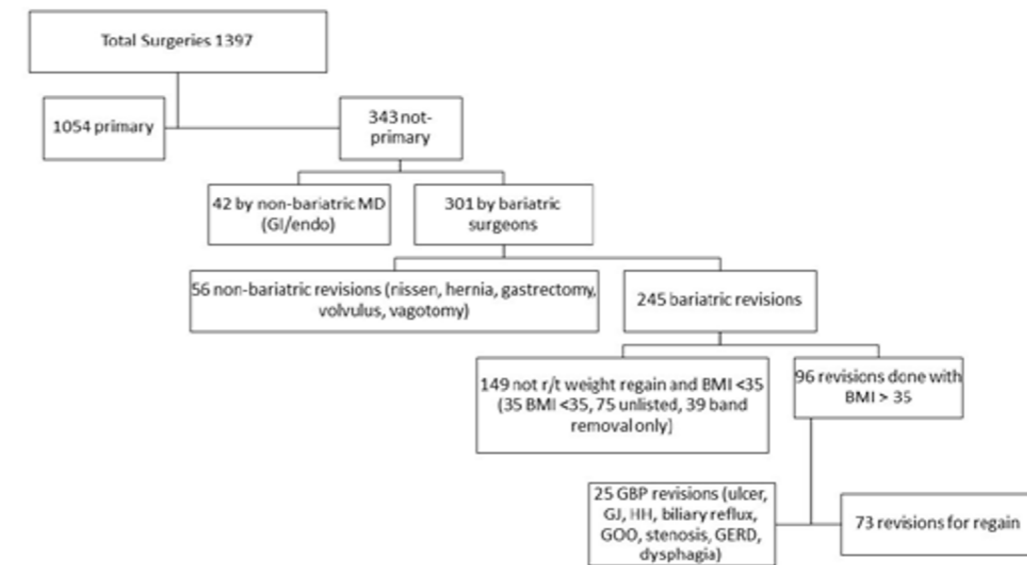 Total Surgeries 1397
1054 primary
343 not-
primary
42 by non-bariatric MD
(GI/endo)
301 by bariatric
surgeons
56 non-bariatric revisions (nissen, hernia, gastrectomy,
volvulus, vagotomy)
245 bariatric revisions
149 not r/t weight regain and BMI <35
(35 BMI <35, 75 unlisted, 39 band
removal only)
96 revisions done with
BMI > 35
25 GBP revisions (ulcer,
GJ, HH, biliary reflux,
GOO, stenosis, GERD,
dysphagia)
73 revisions for regain